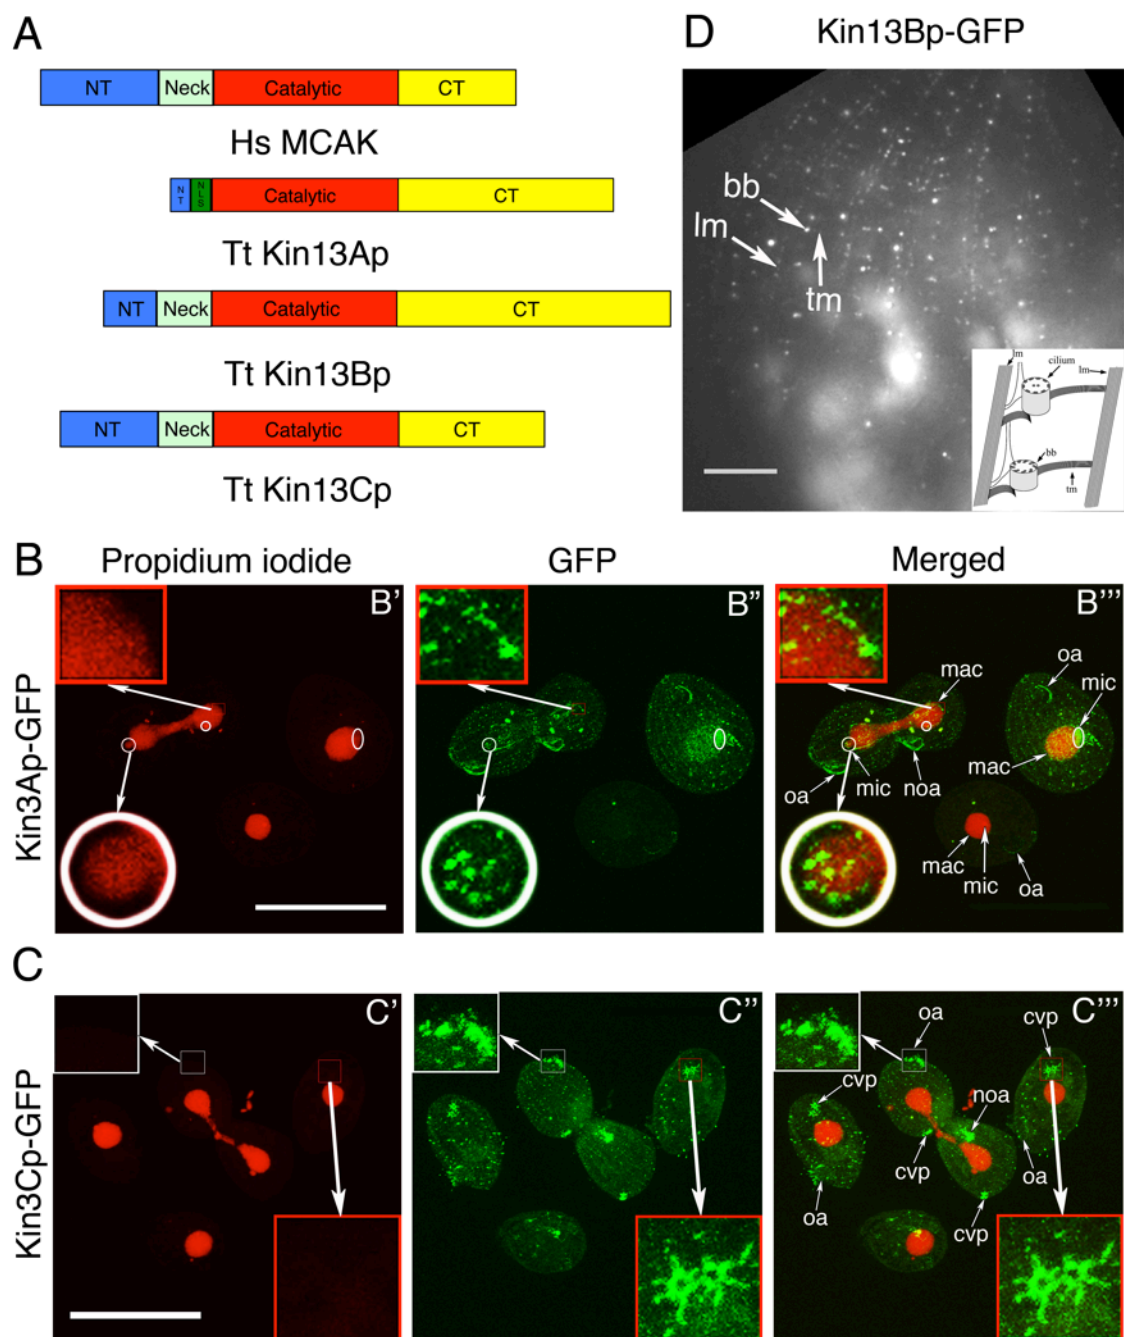 A
NT Neck Catalytic CT
Hs MCAK
NT NLS Catalytic CT
Tt Kin13Ap
NT Neck Catalytic CT
Tt Kin13Bp
NT Neck Catalytic CT
Tt Kin13Cp
D Kin13Bp-GFP
bb
lm
tm
lm cilium lm
bb
tm
B Propidium iodide GFP Merged
Kin3Ap-GFP
B' B" B"'
oa
mac mic
mac
oa mic noa
mac mic oa
C
Kin3Cp-GFP
C' C" C"'
oa cvp
cvp noa
cvp oa
oa cvp